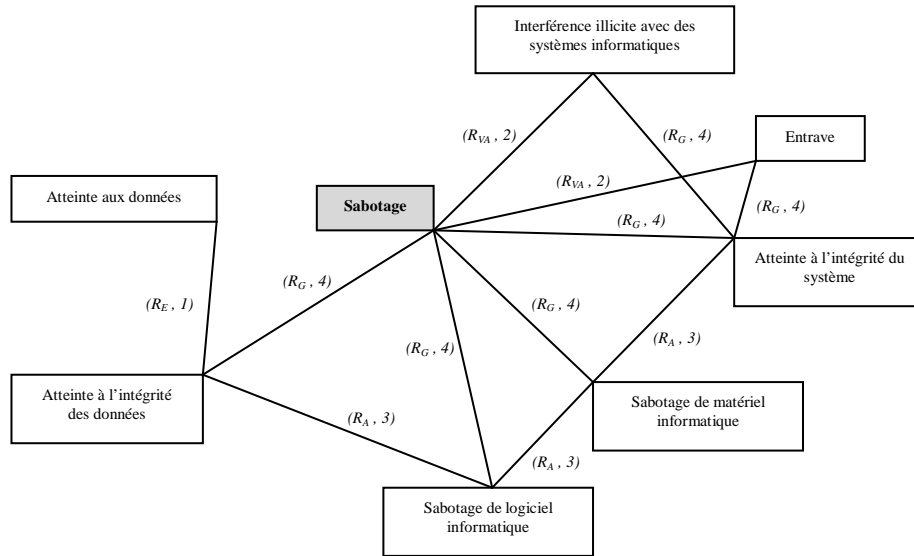 Interférence illicite avec des
systèmes informatiques
(R_VA , 2)
(R_G , 4)
Entrave
(R_VA , 2)
Atteinte aux données
Sabotage
(R_G , 4)
(R_G , 4)
Atteinte à l’intégrité du
système
(R_G , 4)
(R_E , 1)
(R_G , 4)
(R_A , 3)
(R_G , 4)
Atteinte à l’intégrité
des données
Sabotage de matériel
informatique
(R_A , 3)
(R_A , 3)
Sabotage de logiciel
informatique